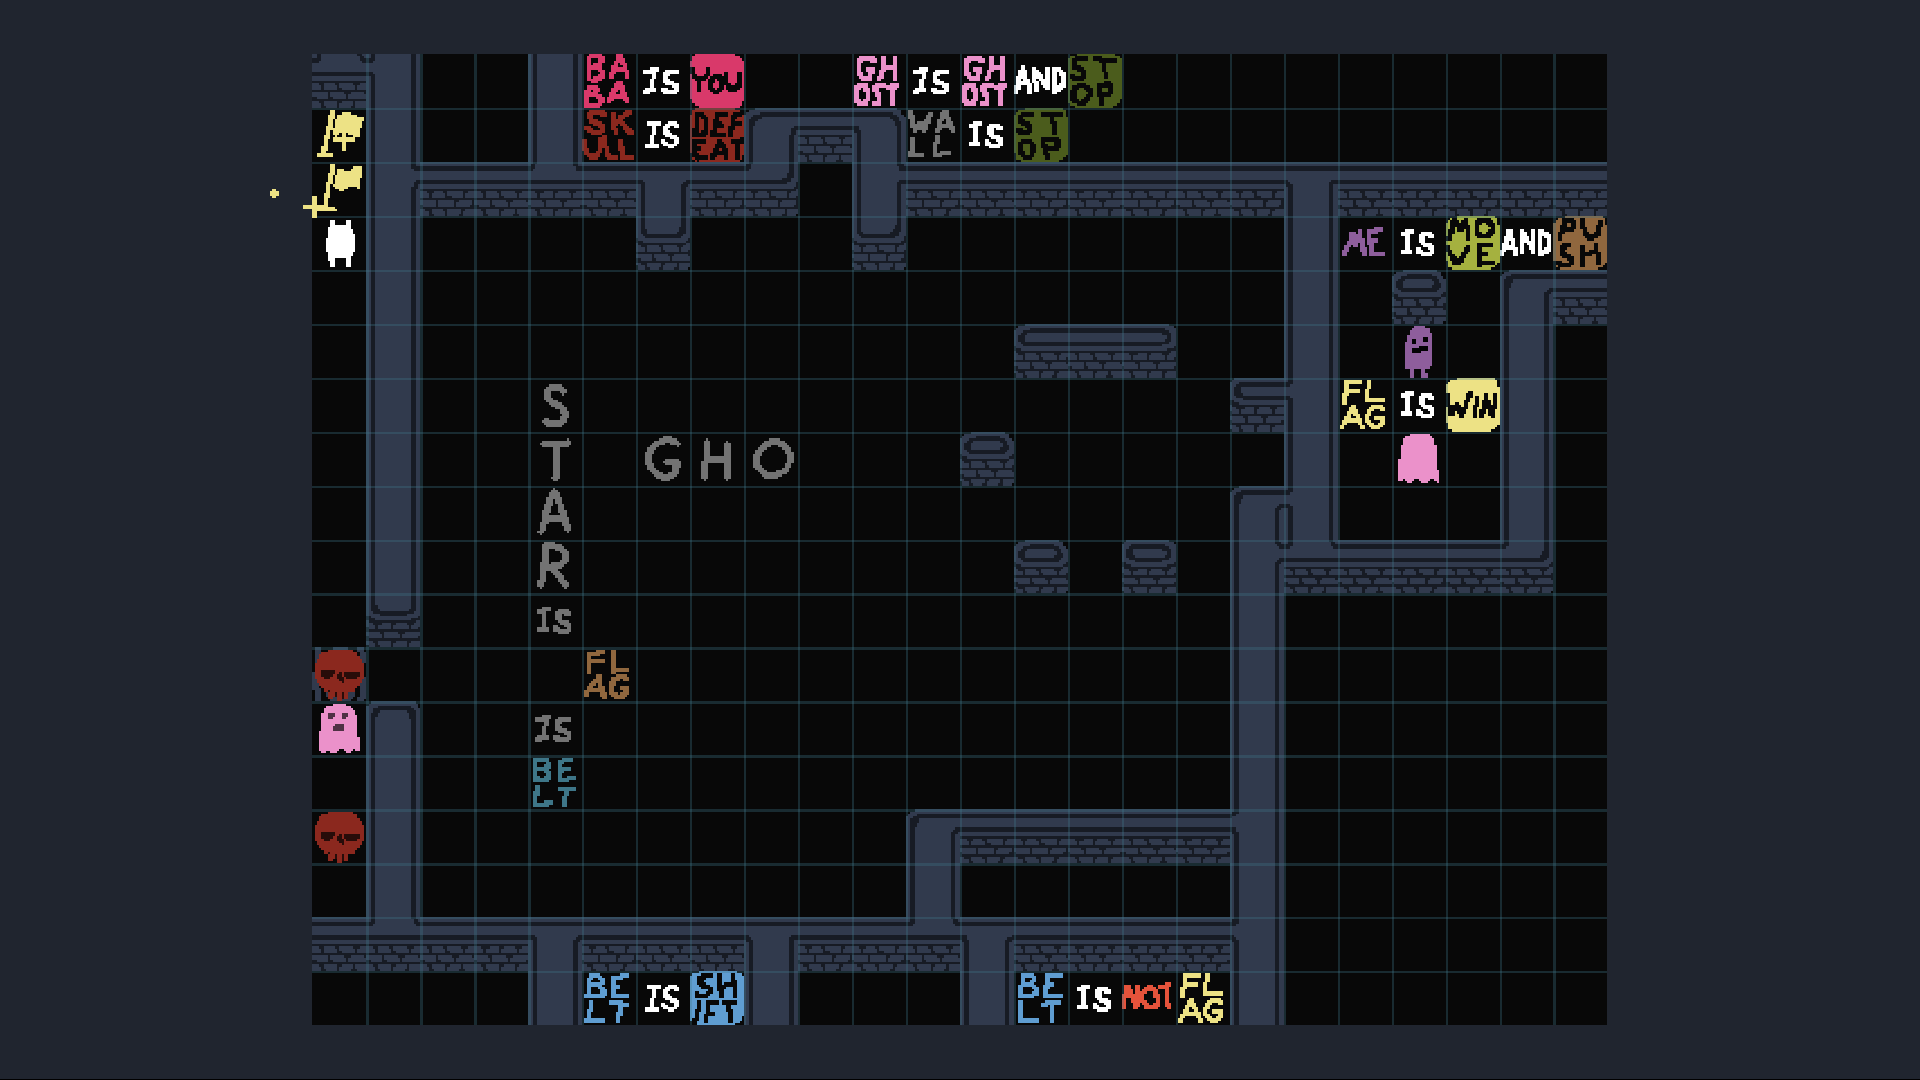 BABA IS YOU GHOST IS GHOST AND STOP
SKULL IS DEFEAT WALL IS STOP
ME IS MOVE AND PUSH
S FLAG IS WIN
T G H O
A
R
IS
FLAG
IS
BELT
BELT IS SHIFT BELT IS NOT FLAG